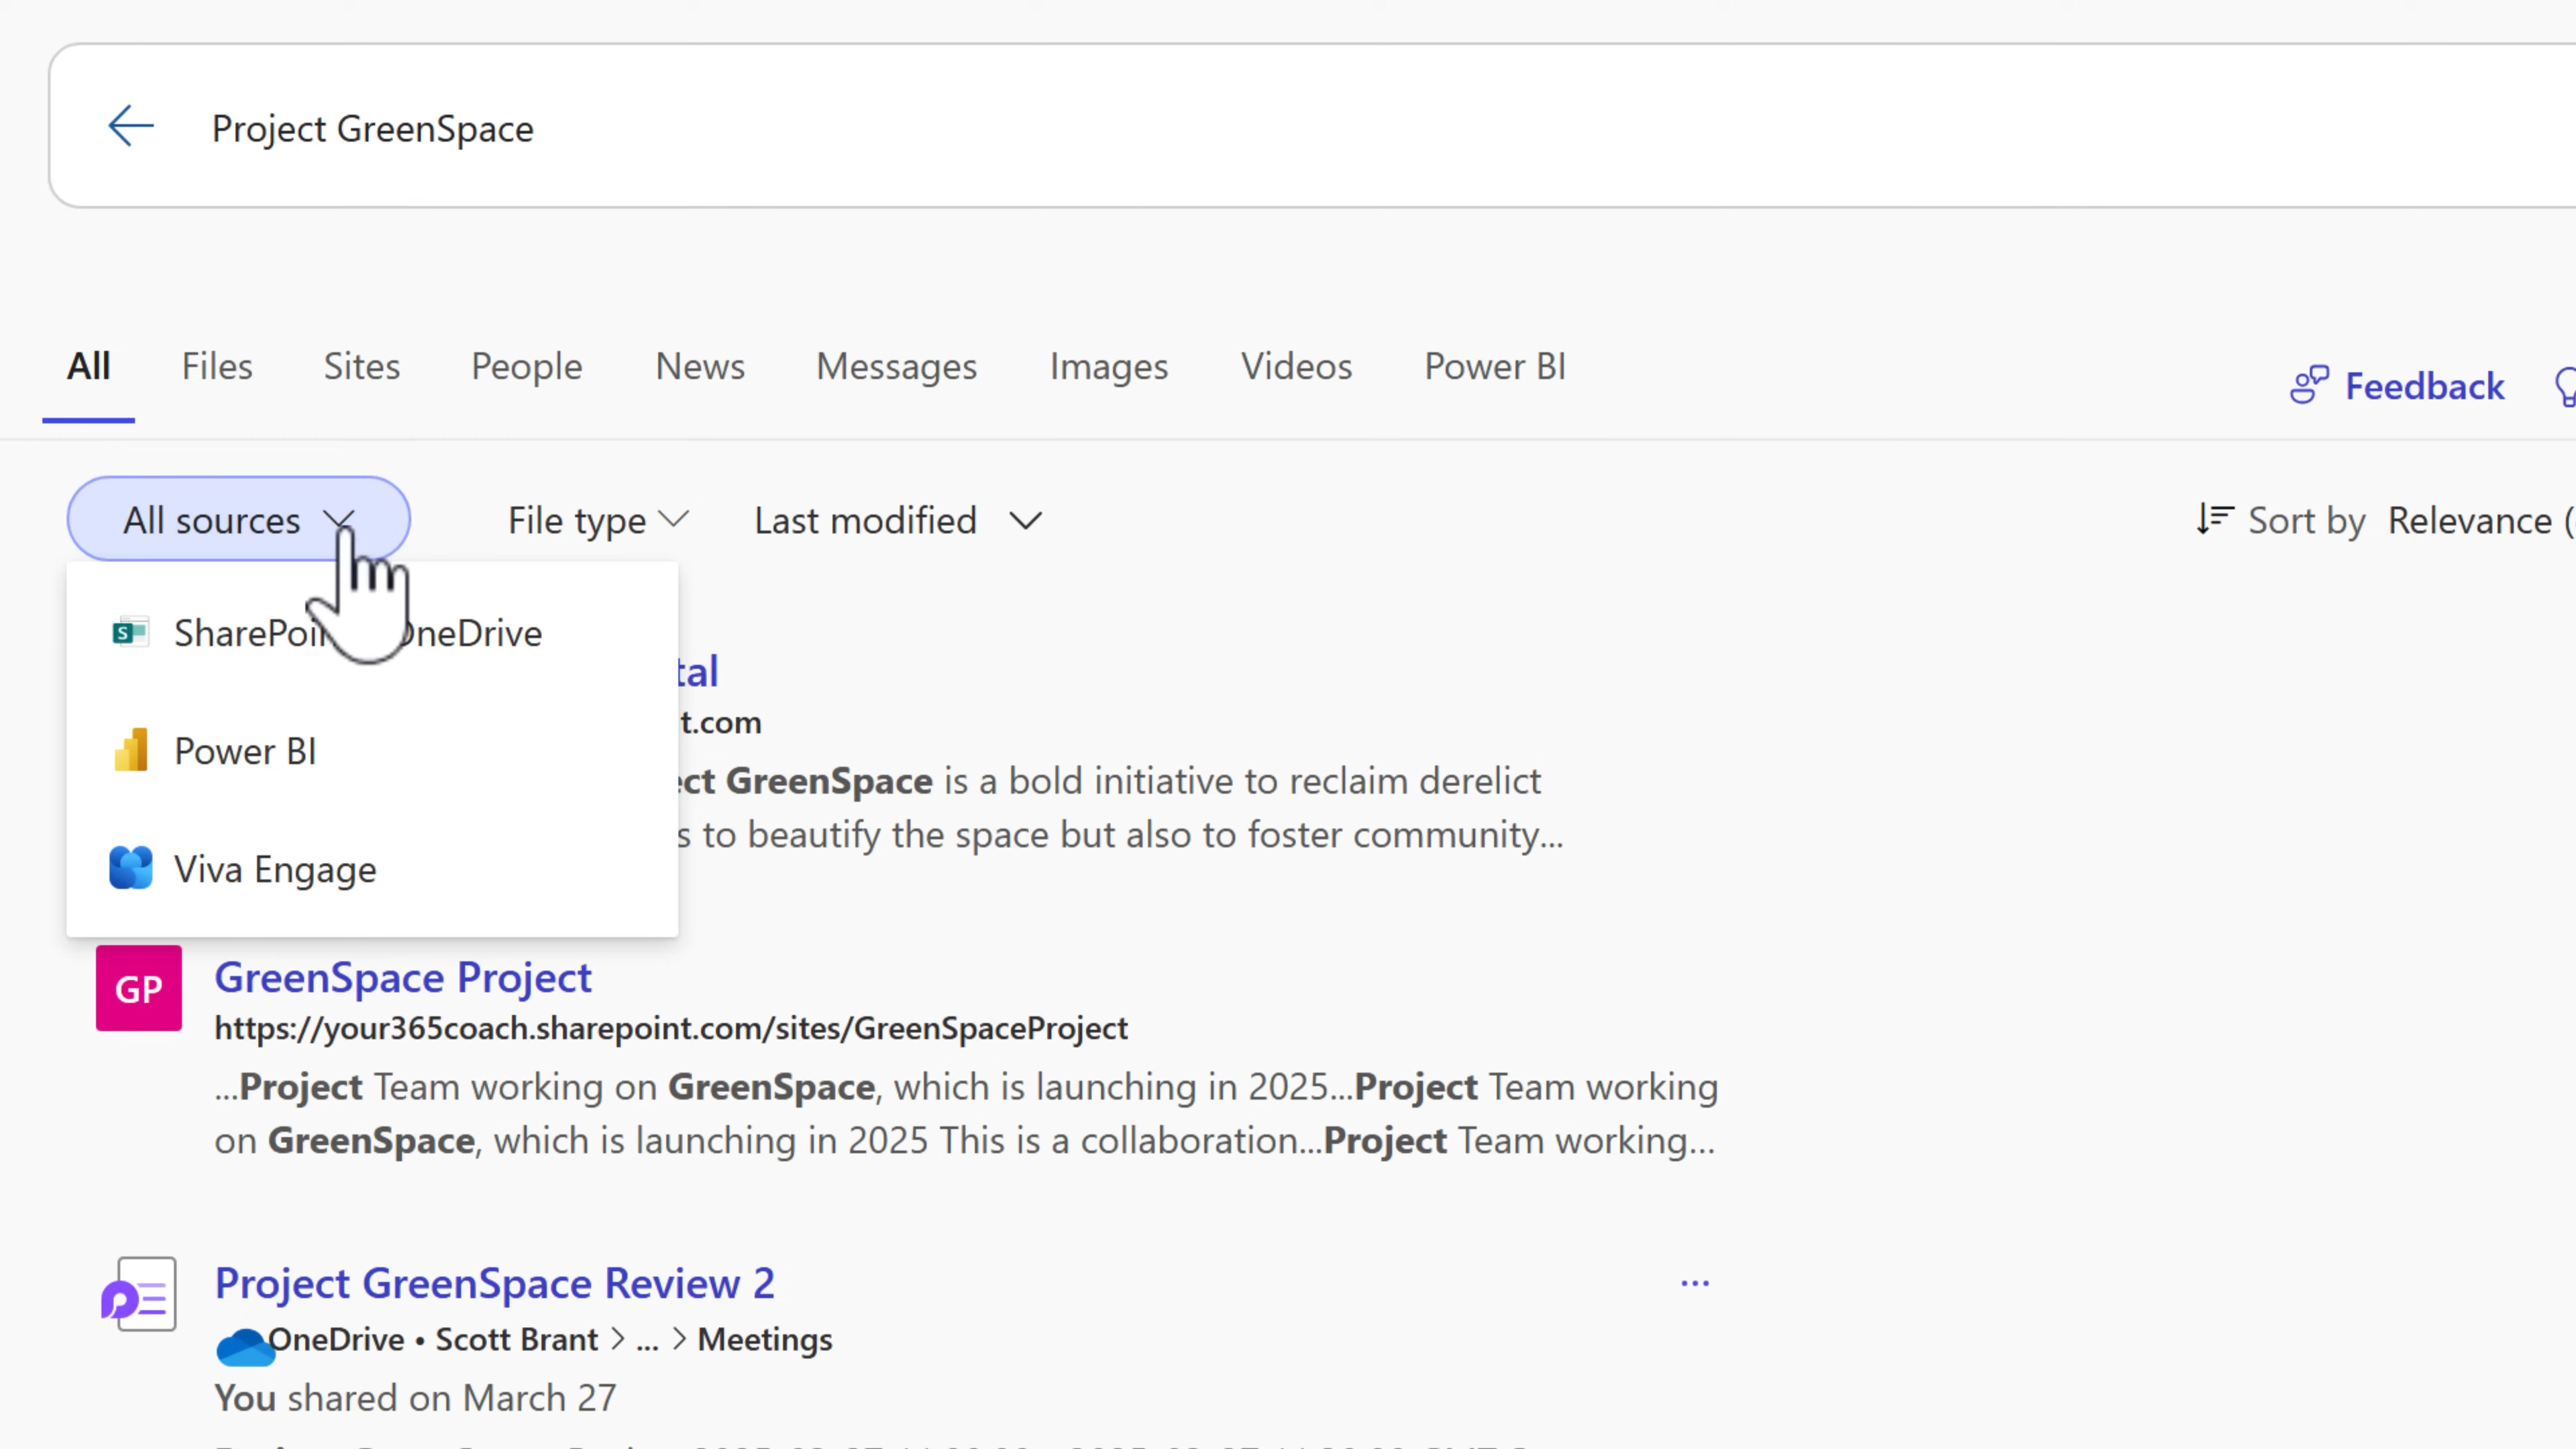 Project GreenSpace
All Files Sites People News Messages Images Videos Power BI
Feedback
All sources File type Last modified
Sort by Relevance (
SharePoi OneDrive
Power BI
Viva Engage
tal
t.com
ect GreenSpace is a bold initiative to reclaim derelict
s to beautify the space but also to foster community...
GP
GreenSpace Project
https://your365coach.sharepoint.com/sites/GreenSpaceProject
...Project Team working on GreenSpace, which is launching in 2025...Project Team working
on GreenSpace, which is launching in 2025 This is a collaboration...Project Team working...
Project GreenSpace Review 2
...
OneDrive • Scott Brant > ... > Meetings
You shared on March 27